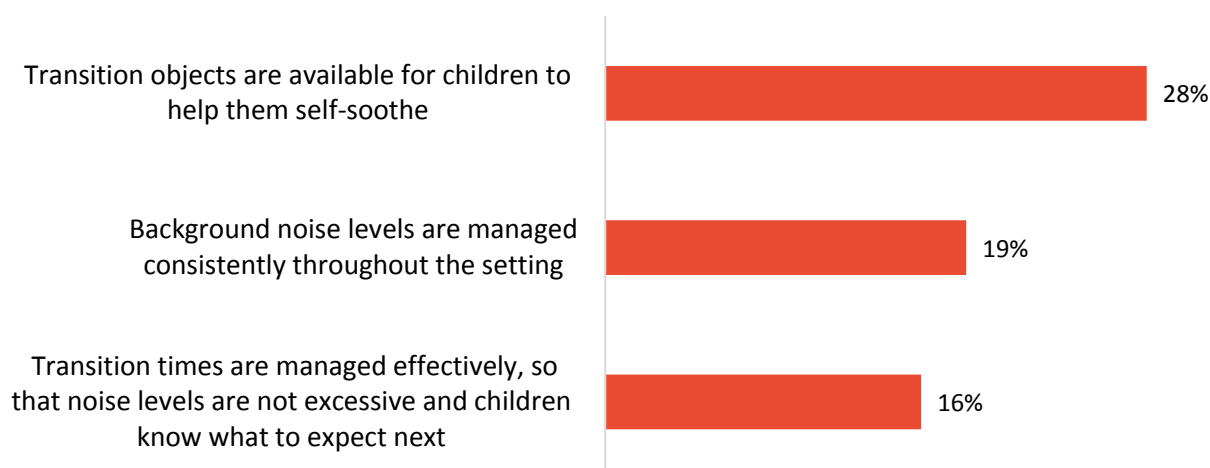 Transition objects are available for children to
help them self-soothe
28%
Background noise levels are managed
consistently throughout the setting
19%
Transition times are managed effectively, so
that noise levels are not excessive and children
know what to expect next
16%